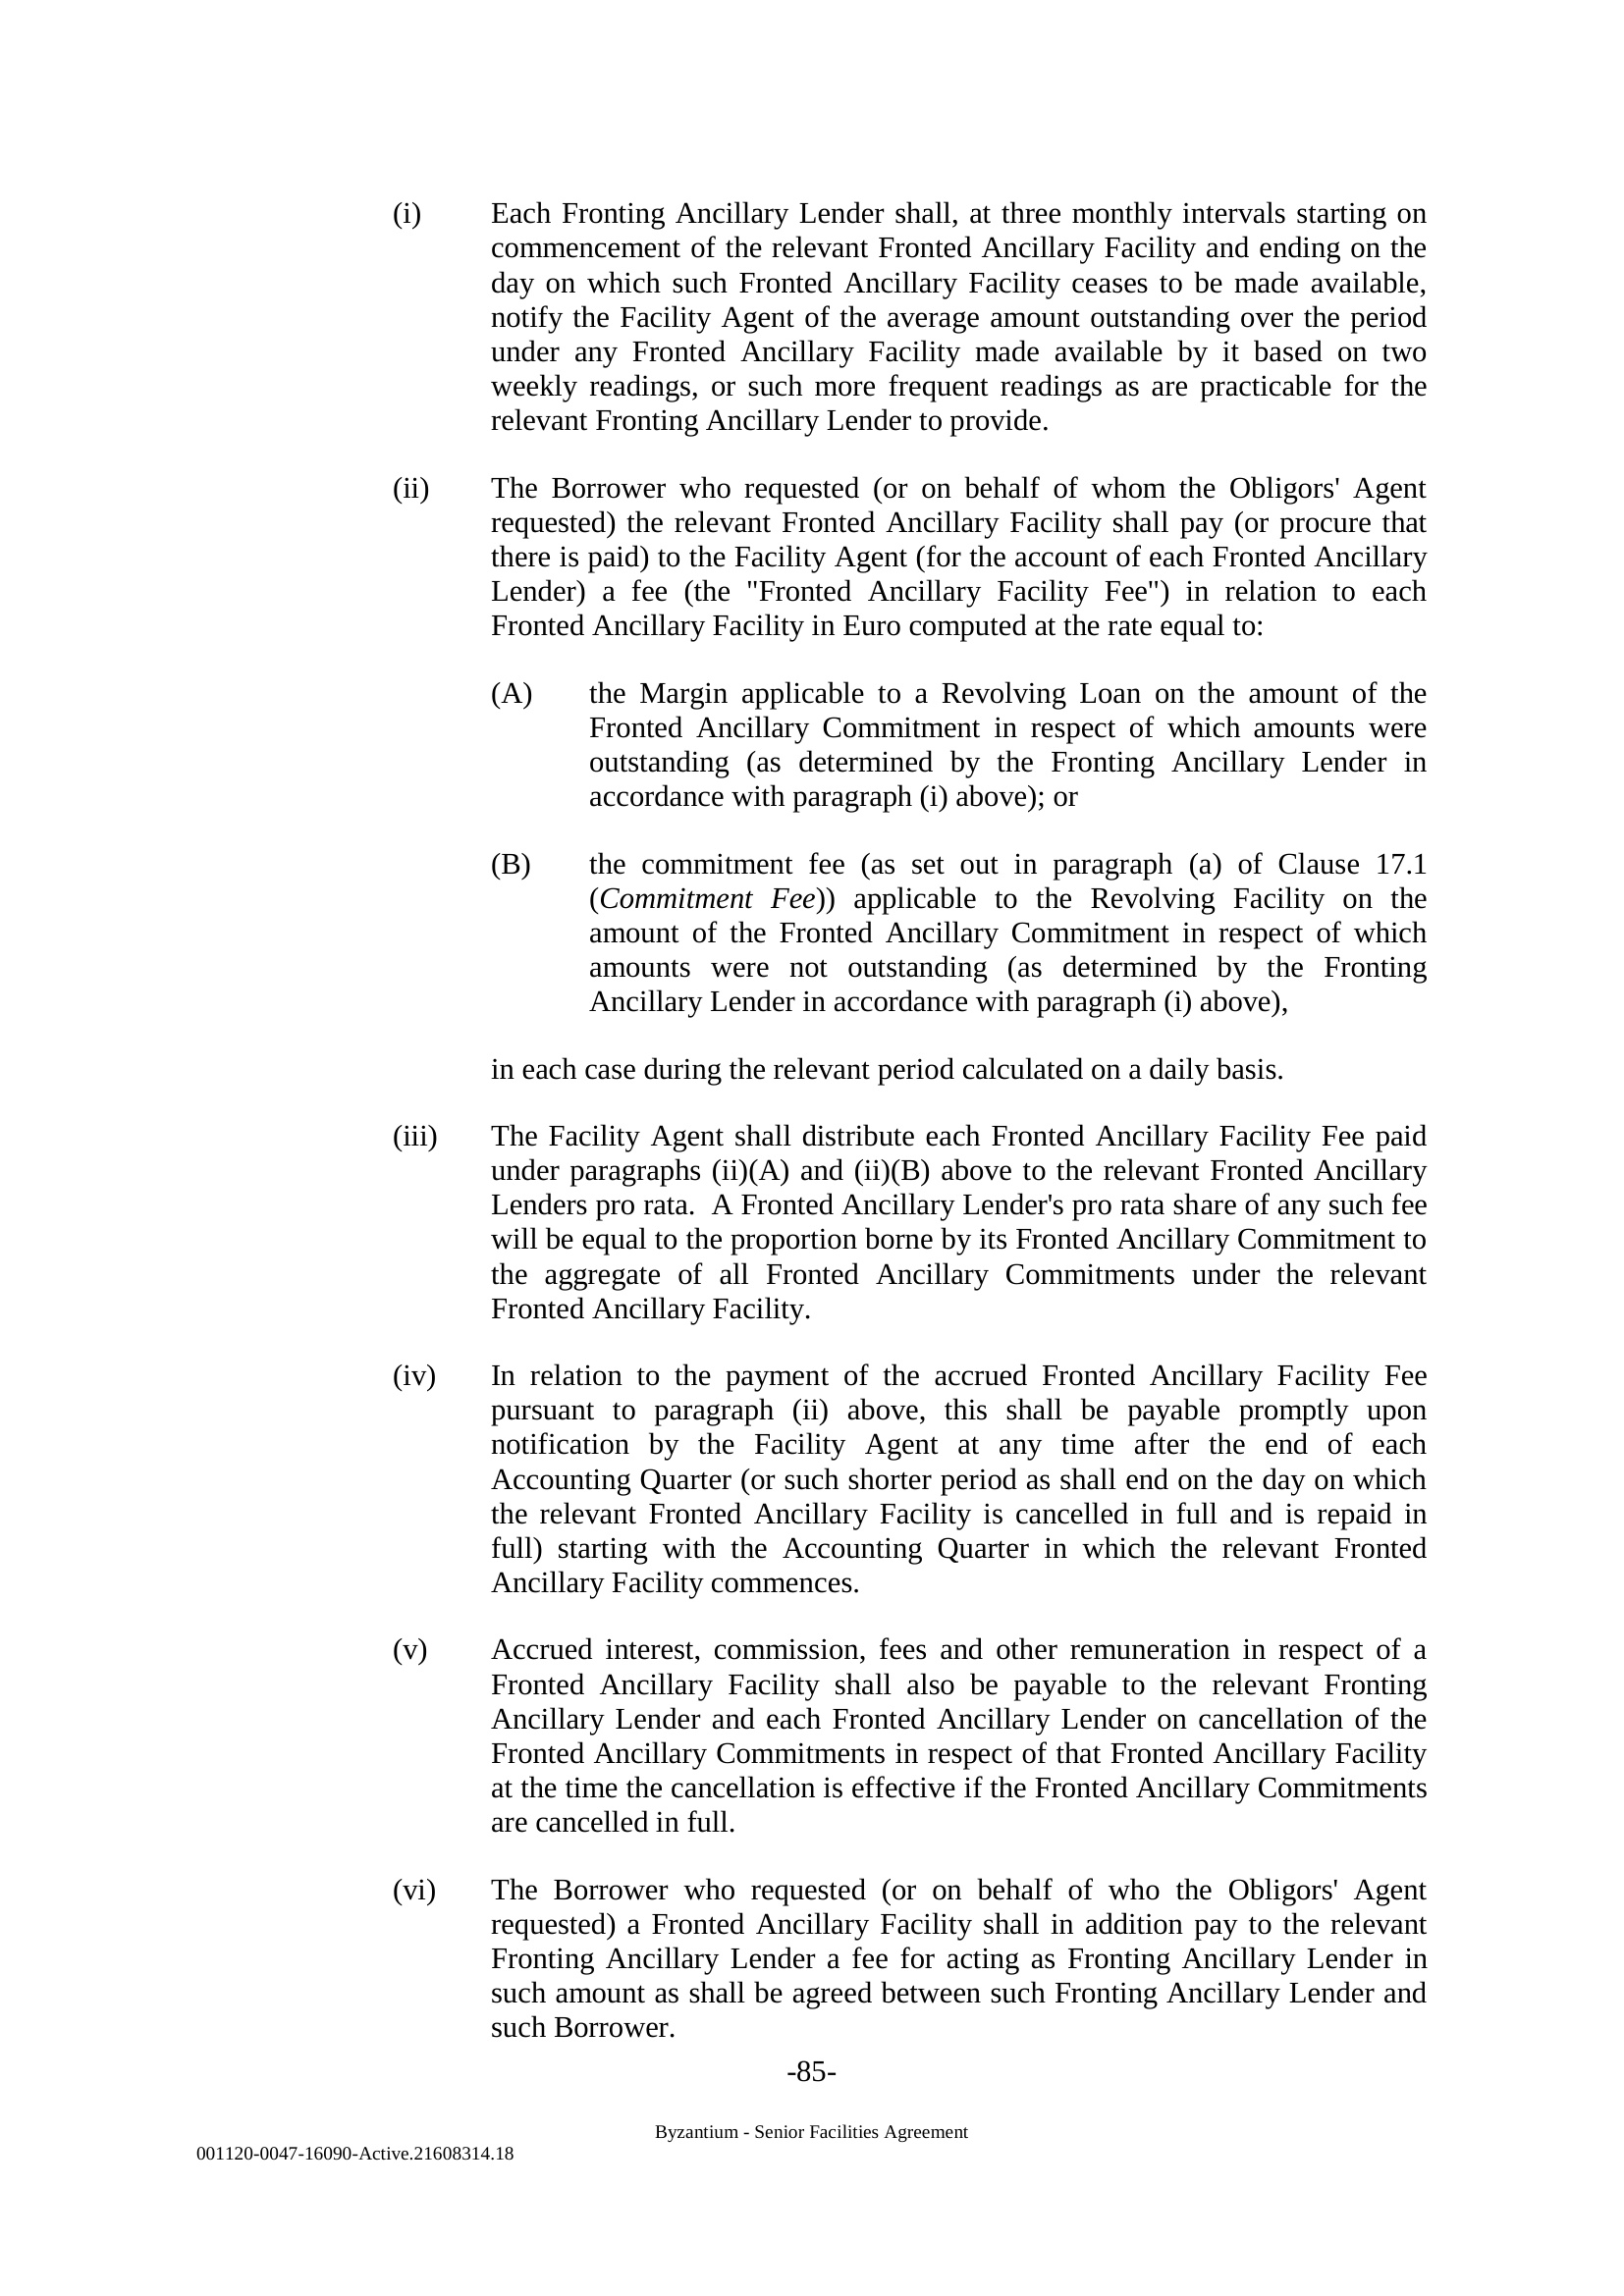 (i) Each Fronting Ancillary Lender shall, at three monthly intervals starting on
commencement of the relevant Fronted Ancillary Facility and ending on the
day on which such Fronted Ancillary Facility ceases to be made available,
notify the Facility Agent of the average amount outstanding over the period
under any Fronted Ancillary Facility made available by it based on two
weekly readings, or such more frequent readings as are practicable for the
relevant Fronting Ancillary Lender to provide.
(ii) The Borrower who requested (or on behalf of whom the Obligors' Agent
requested) the relevant Fronted Ancillary Facility shall pay (or procure that
there is paid) to the Facility Agent (for the account of each Fronted Ancillary
Lender) a fee (the "Fronted Ancillary Facility Fee") in relation to each
Fronted Ancillary Facility in Euro computed at the rate equal to:
(A) the Margin applicable to a Revolving Loan on the amount of the
Fronted Ancillary Commitment in respect of which amounts were
outstanding (as determined by the Fronting Ancillary Lender in
accordance with paragraph (i) above); or
(B) the commitment fee (as set out in paragraph (a) of Clause 17.1
(Commitment Fee)) applicable to the Revolving Facility on the
amount of the Fronted Ancillary Commitment in respect of which
amounts were not outstanding (as determined by the Fronting
Ancillary Lender in accordance with paragraph (i) above),
in each case during the relevant period calculated on a daily basis.
(iii) The Facility Agent shall distribute each Fronted Ancillary Facility Fee paid
under paragraphs (ii)(A) and (ii)(B) above to the relevant Fronted Ancillary
Lenders pro rata. A Fronted Ancillary Lender's pro rata share of any such fee
will be equal to the proportion borne by its Fronted Ancillary Commitment to
the aggregate of all Fronted Ancillary Commitments under the relevant
Fronted Ancillary Facility.
(iv) In relation to the payment of the accrued Fronted Ancillary Facility Fee
pursuant to paragraph (ii) above, this shall be payable promptly upon
notification by the Facility Agent at any time after the end of each
Accounting Quarter (or such shorter period as shall end on the day on which
the relevant Fronted Ancillary Facility is cancelled in full and is repaid in
full) starting with the Accounting Quarter in which the relevant Fronted
Ancillary Facility commences.
(v) Accrued interest, commission, fees and other remuneration in respect of a
Fronted Ancillary Facility shall also be payable to the relevant Fronting
Ancillary Lender and each Fronted Ancillary Lender on cancellation of the
Fronted Ancillary Commitments in respect of that Fronted Ancillary Facility
at the time the cancellation is effective if the Fronted Ancillary Commitments
are cancelled in full.
(vi) The Borrower who requested (or on behalf of who the Obligors' Agent
requested) a Fronted Ancillary Facility shall in addition pay to the relevant
Fronting Ancillary Lender a fee for acting as Fronting Ancillary Lender in
such amount as shall be agreed between such Fronting Ancillary Lender and
such Borrower.
-85-
Byzantium - Senior Facilities Agreement
001120-0047-16090-Active.21608314.18